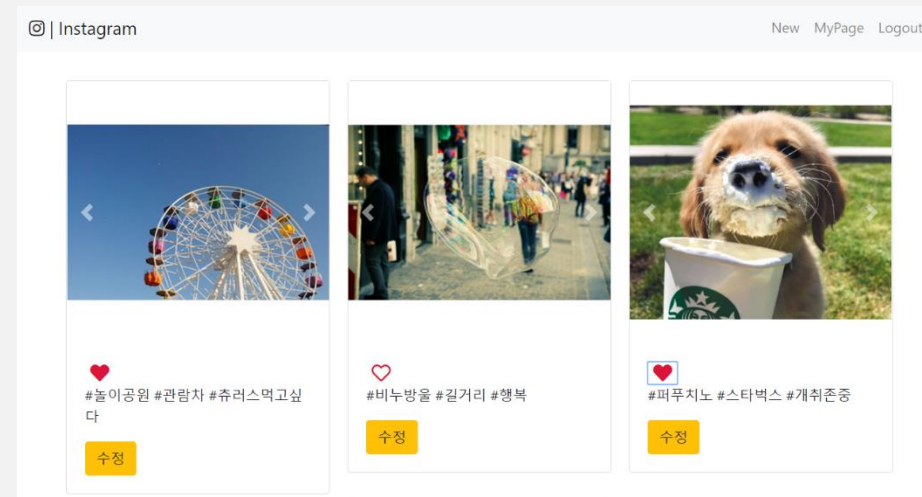 | Instagram
New MyPage Logout
#놀이공원 #관람차 #츄러스먹고싶
다
수정
#비누방울 #길거리 #행복
수정
#퍼푸치노 #스타벅스 #개취존중
수정